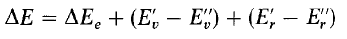 ΔE = ΔE_e + (E′_v − E″_v) + (E′_r − E″_r)